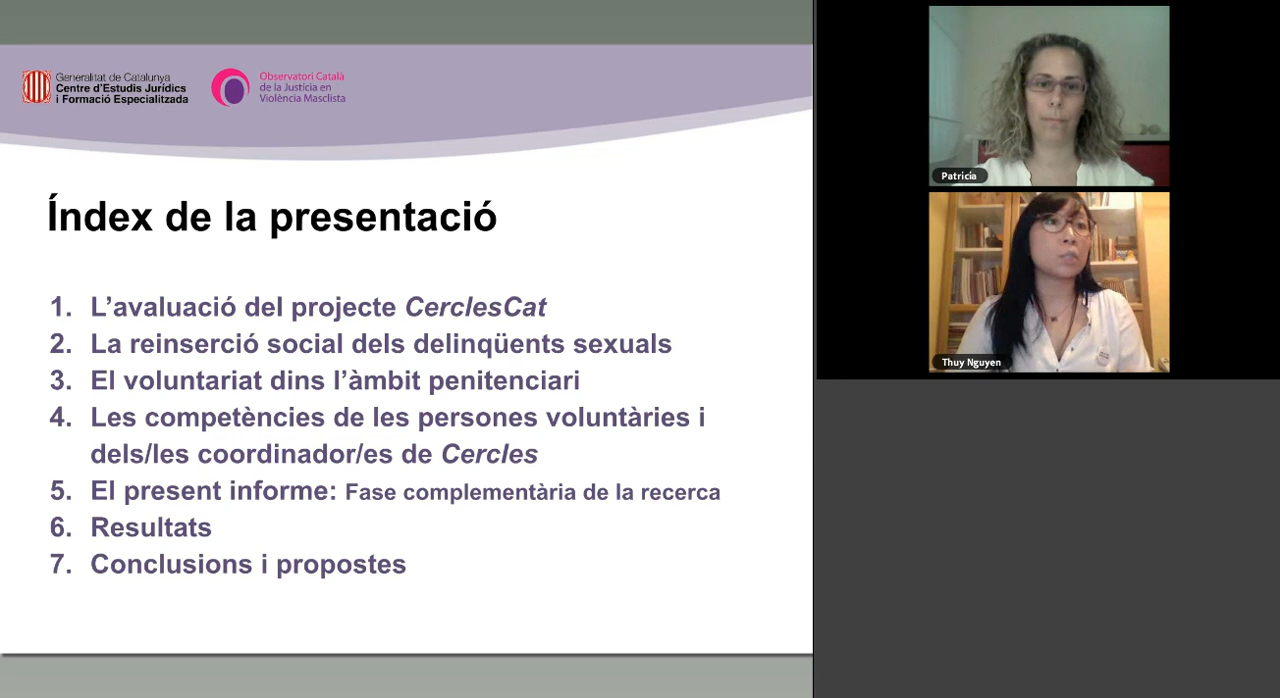 Generalitat de Catalunya
Centre d'Estudis Jurídics
i Formació Especialitzada
Observatori Català
de la Justícia en
Violència Masclista
Índex de la presentació
1. L'avaluació del projecte CerclesCat
2. La reinserció social dels delinqüents sexuals
3. El voluntariat dins l'àmbit penitenciari
4. Les competències de les persones voluntàries i
dels/les coordinador/es de Cercles
5. El present informe: Fase complementària de la recerca
6. Resultats
7. Conclusions i propostes
Patricía
Thuy Nguyen